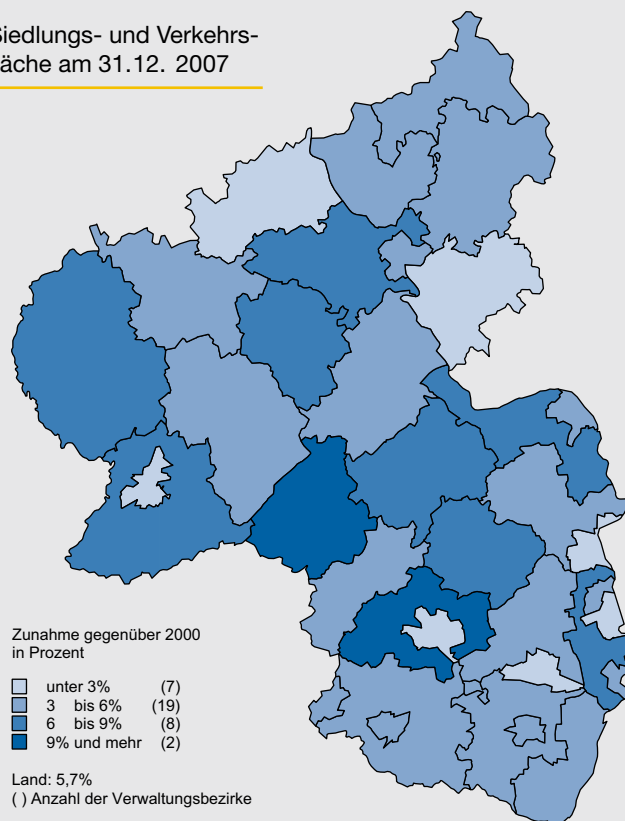 Siedlungs- und Verkehrs-
äche am 31.12. 2007
Zunahme gegenüber 2000
in Prozent
unter 3% (7)
3 bis 6% (19)
6 bis 9% (8)
9% und mehr (2)
Land: 5,7%
( ) Anzahl der Verwaltungsbezirke